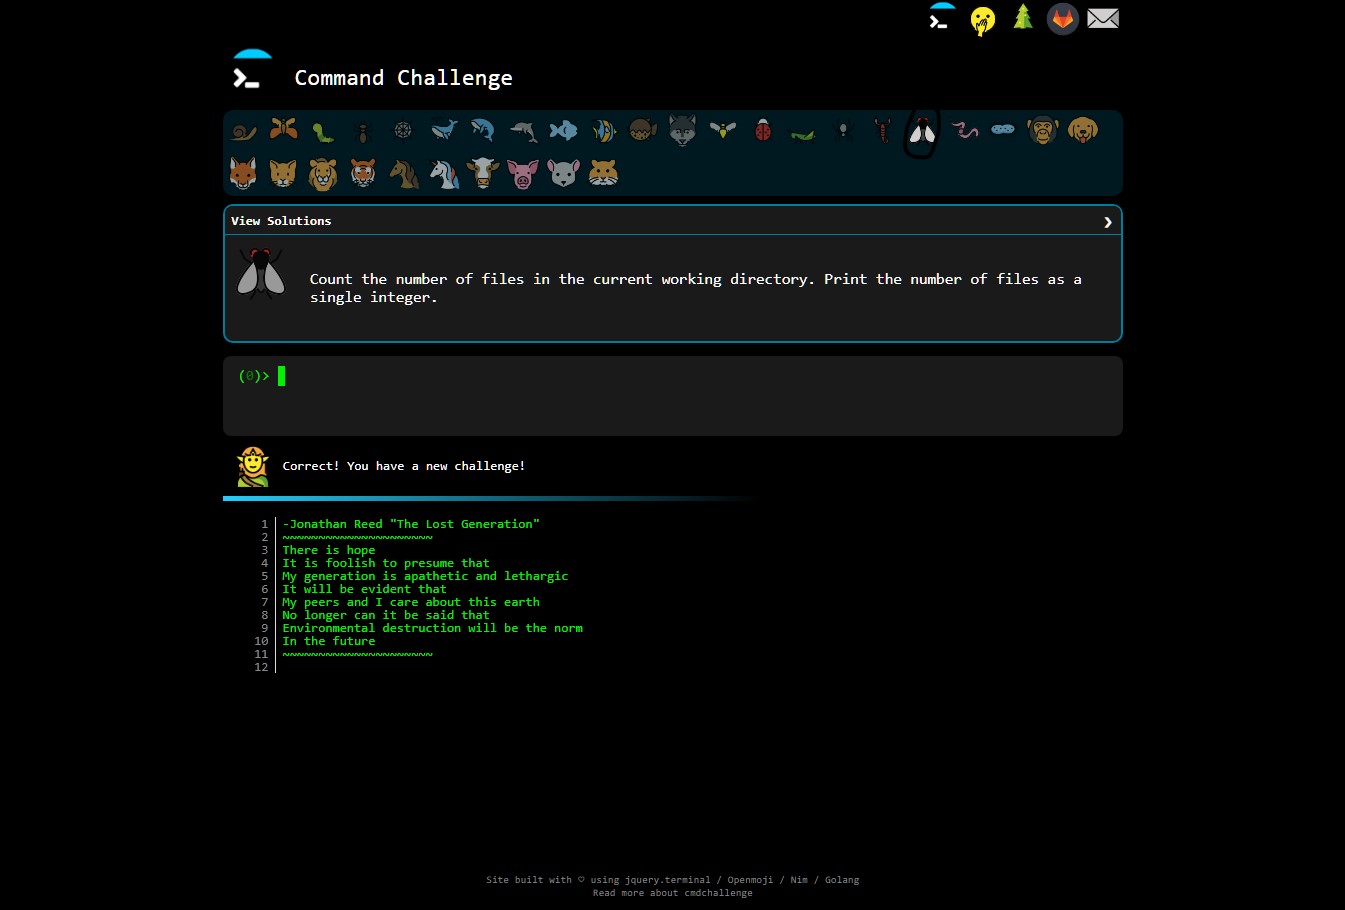 Command Challenge
View Solutions
Count the number of files in the current working directory. Print the number of files as a
single integer.
(0)>
Correct! You have a new challenge!
1 -Jonathan Reed "The Lost Generation"
2 ~~~~~~~~~~~~~~~~~~~~~
3 There is hope
4 It is foolish to presume that
5 My generation is apathetic and lethargic
6 It will be evident that
7 My peers and I care about this earth
8 No longer can it be said that
9 Environmental destruction will be the norm
10 In the future
11 ~~~~~~~~~~~~~~~~~~~~~
12
Site built with ♡ using jquery.terminal / Openmoji / Nim / Golang
Read more about cmdchallenge